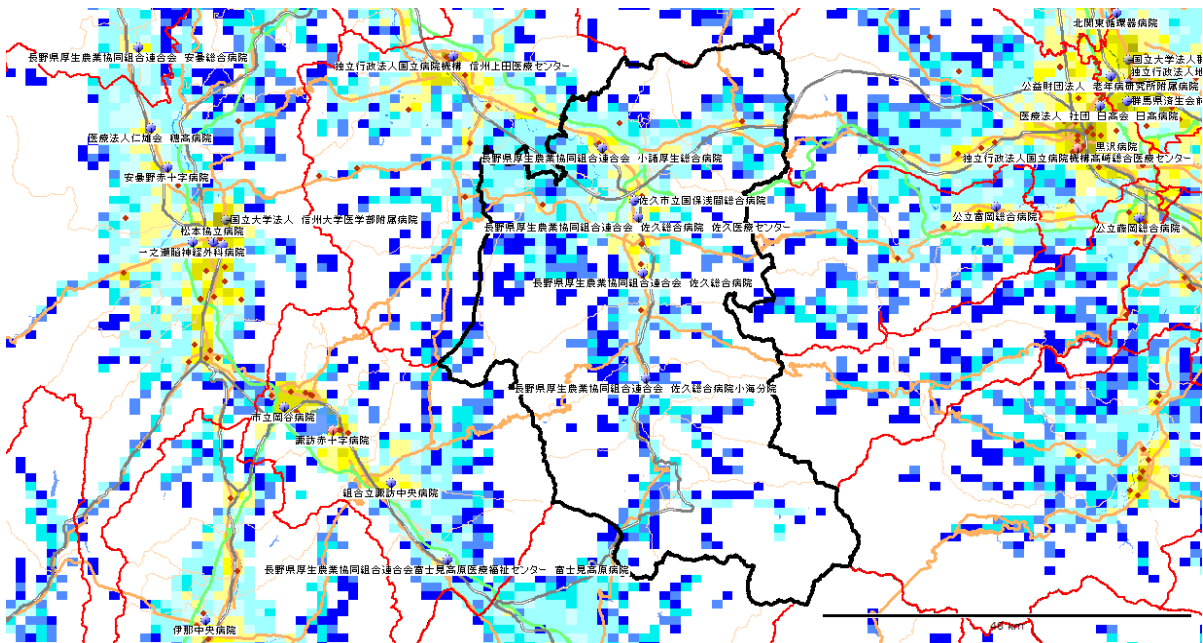 北関東循環器病院
長野県厚生農業協同組合連合会 安曇総合病院
独立行政法人国立病院機構 信州上田医療センター
国立大学法人群
独立行政法人地
公益財団法人 老年病研究所附属病院
群馬県済生会前
医療法人 社団 日高会 日高病院
医療法人仁雄会 穂高病院
黒沢病院
長野県厚生農業協同組合連合会 小諸厚生総合病院
独立行政法人国立病院機構高崎総合医療センター
安曇野赤十字病院
佐久市立国保浅間総合病院
国立大学法人 信州大学医学部附属病院
公立富岡総合病院
長野県厚生農業協同組合連合会 佐久総合病院 佐久医療センター
公立藤岡総合病院
松本協立病院
一之瀬脳神経外科病院
長野県厚生農業協同組合連合会 佐久総合病院
長野県厚生農業協同組合連合会 佐久総合病院小海分院
市立岡谷病院
諏訪赤十字病院
組合立諏訪中央病院
長野県厚生農業協同組合連合会富士見高原医療福祉センター 富士見高原病院
伊那中央病院